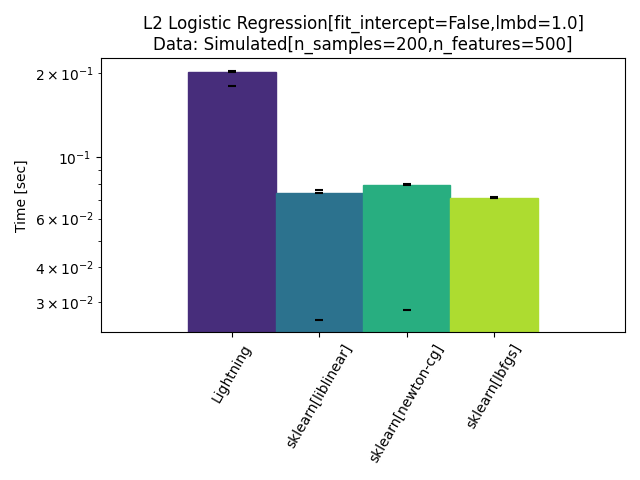 L2 Logistic Regression[fit_intercept=False,lmbd=1.0]
Data: Simulated[n_samples=200,n_features=500]
Time [sec]
2 × 10⁻¹
10⁻¹
6 × 10⁻²
4 × 10⁻²
3 × 10⁻²
Lightning
sklearn[liblinear]
sklearn[newton-cg]
sklearn[lbfgs]